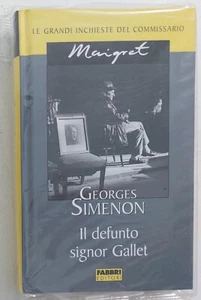 LE GRANDI INCHIESTE DEL COMMISSARIO
Maigret
GEORGES
SIMENON
Il defunto
signor Gallet
FABBRI
EDITORI